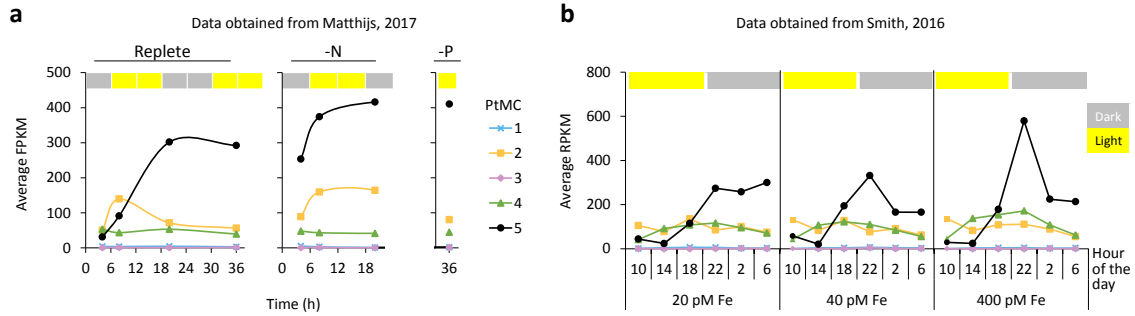 a
Data obtained from Matthijs, 2017
Replete -N -P
500
400
300
200
100
0
Average FPKM
0 6 12 18 24 30 36 0 6 12 18 36
Time (h)
PtMC
1
2
3
4
5
b
Data obtained from Smith, 2016
800
600
400
200
0
Average RPKM
Dark
Light
10 14 18 22 2 6 10 14 18 22 2 6 10 14 18 22 2 6
Hour
of the
day
20 pM Fe 40 pM Fe 400 pM Fe